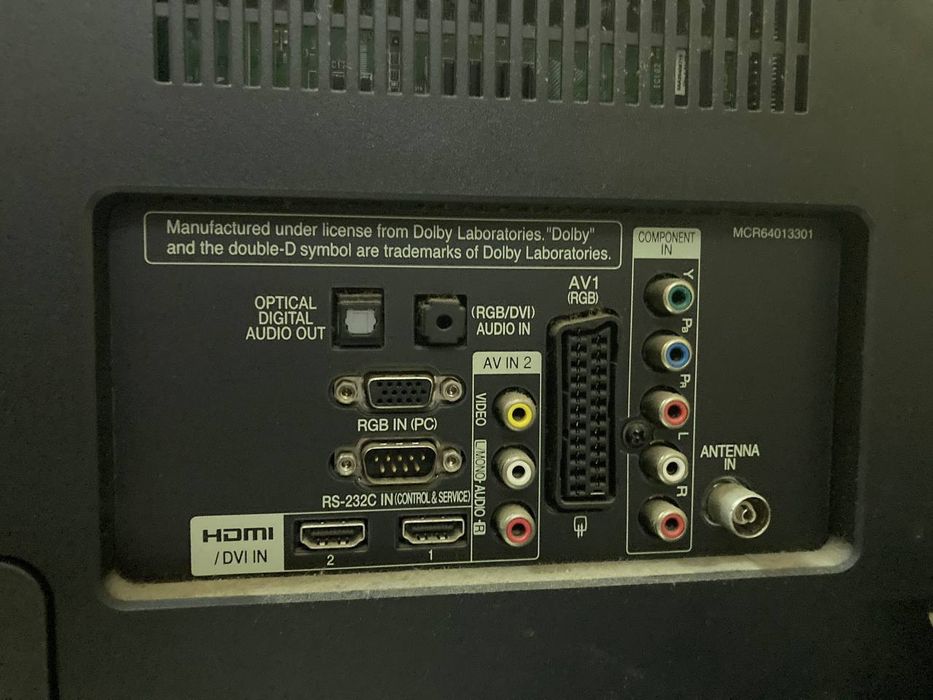 Manufactured under license from Dolby Laboratories. "Dolby"
and the double-D symbol are trademarks of Dolby Laboratories.
COMPONENT
IN
MCR64013301
OPTICAL
DIGITAL
AUDIO OUT
(RGB/DVI)
AUDIO IN
AV1
(RGB)
Y
PB
PR
L
R
AV IN 2
VIDEO
L/MONO-AUDIO-R
RGB IN (PC)
RS-232C IN (CONTROL & SERVICE)
ANTENNA
IN
HDMI
/ DVI IN
2
1